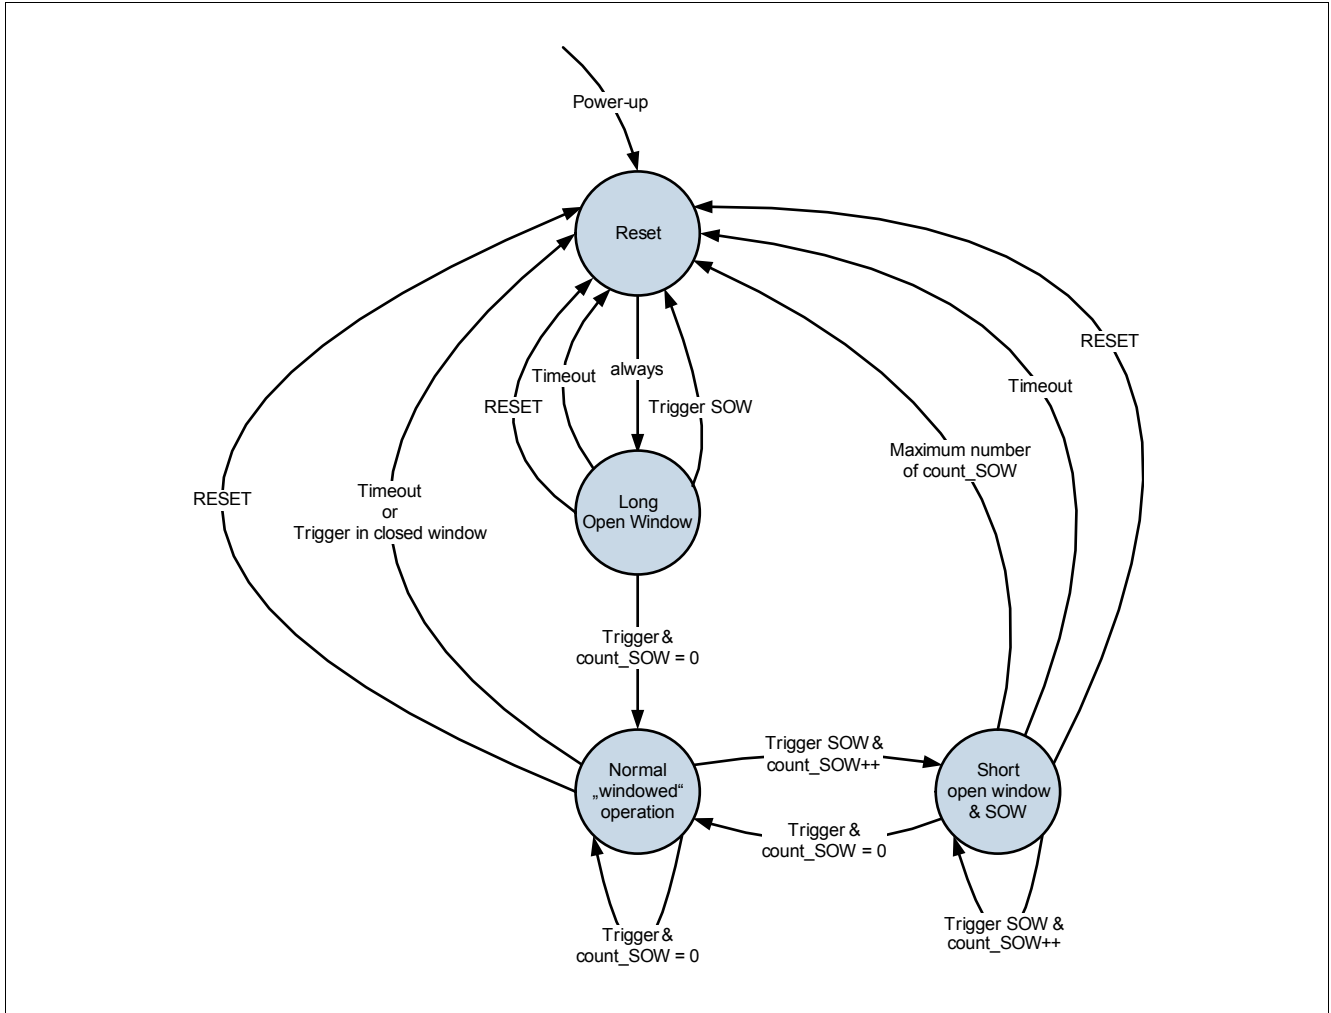 Power-up
Reset
RESET
Timeout
always
Timeout
RESET
Trigger SOW
Maximum number
of count_SOW
RESET
Timeout
or
Trigger in closed window
Long
Open Window
Trigger &
count_SOW = 0
Normal
„windowed“
operation
Trigger SOW &
count_SOW++
Short
open window
& SOW
Trigger &
count_SOW = 0
Trigger &
count_SOW = 0
Trigger SOW &
count_SOW++